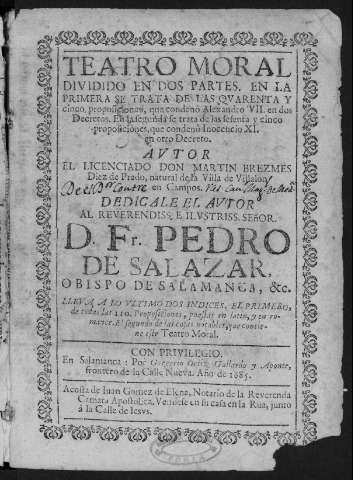 TEATRO MORAL
DIVIDIDO EN DOS PARTES. EN LA
PRIMERA SE TRATA DE LAS QVARENTA Y
cinco proposiciones, que condenó Alexandro VII. en dos
Decretos. En la segunda se trata de las sesenta y cinco
proposiciones, que condenó Inocencio XI.
en otro Decreto.
AVTOR
EL LICENCIADO DON MARTIN BREZMES
Diez de Prado, natural de la Villa de Villalon
en Campos.
DEDICALE EL AVTOR
AL REVERENDISS, E ILVSTRISS. SEñOR.
D. Fr. PEDRO
DE SALAZAR,
OBISPO DE SALAMANCA, &c.
LLEVA A LO VLTIMO DOS INDICES, EL PRIMERO,
de todas las 110. Proposiciones, puestas en latin, y en ro-
mance. El segundo de las cosas notables, que contie-
ne este Teatro Moral.
CON PRIVILEGIO.
En Salamanca: Por Gregorio Ortiz Gallardo y Aponte,
frontero de la Calle Nueva. Año de 1685.
Acosta de Iuan Gomez de Elena, Notario de la Reverenda
Camara Apostolica. Vendese en su casa en la Rua, junto
à la Calle de Iesvs.